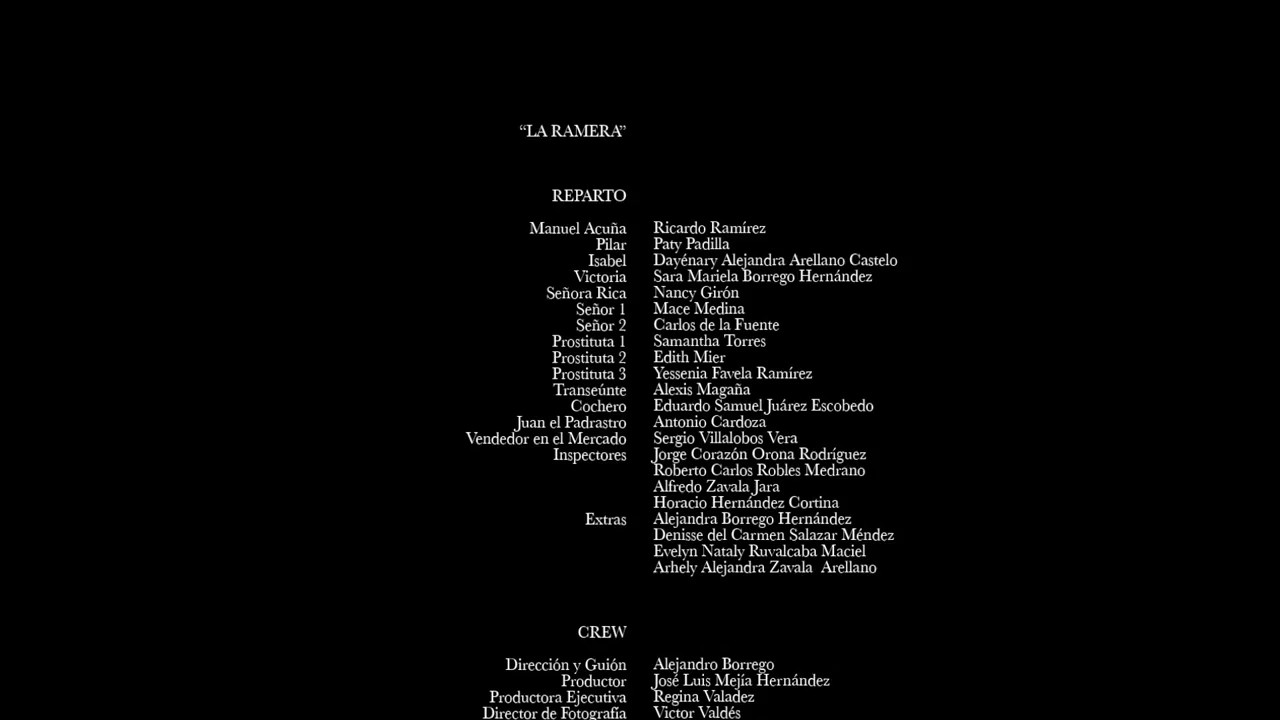 “LA RAMERA”
REPARTO
Manuel Acuña Ricardo Ramírez
Pilar Paty Padilla
Isabel Dayénary Alejandra Arellano Castelo
Victoria Sara Mariela Borrego Hernández
Señora Rica Nancy Girón
Señor 1 Mace Medina
Señor 2 Carlos de la Fuente
Prostituta 1 Samantha Torres
Prostituta 2 Edith Mier
Prostituta 3 Yessenia Favela Ramírez
Transeúnte Alexis Magaña
Cochero Eduardo Samuel Juárez Escobedo
Juan el Padrastro Antonio Cardoza
Vendedor en el Mercado Sergio Villalobos Vera
Inspectores Jorge Corazón Orona Rodríguez
Roberto Carlos Robles Medrano
Alfredo Zavala Jara
Horacio Hernández Cortina
Extras Alejandra Borrego Hernández
Denisse del Carmen Salazar Méndez
Evelyn Nataly Ruvalcaba Maciel
Arhely Alejandra Zavala Arellano
CREW
Dirección y Guión Alejandro Borrego
Productor José Luis Mejía Hernández
Productora Ejecutiva Regina Valadez
Director de Fotografía Victor Valdés